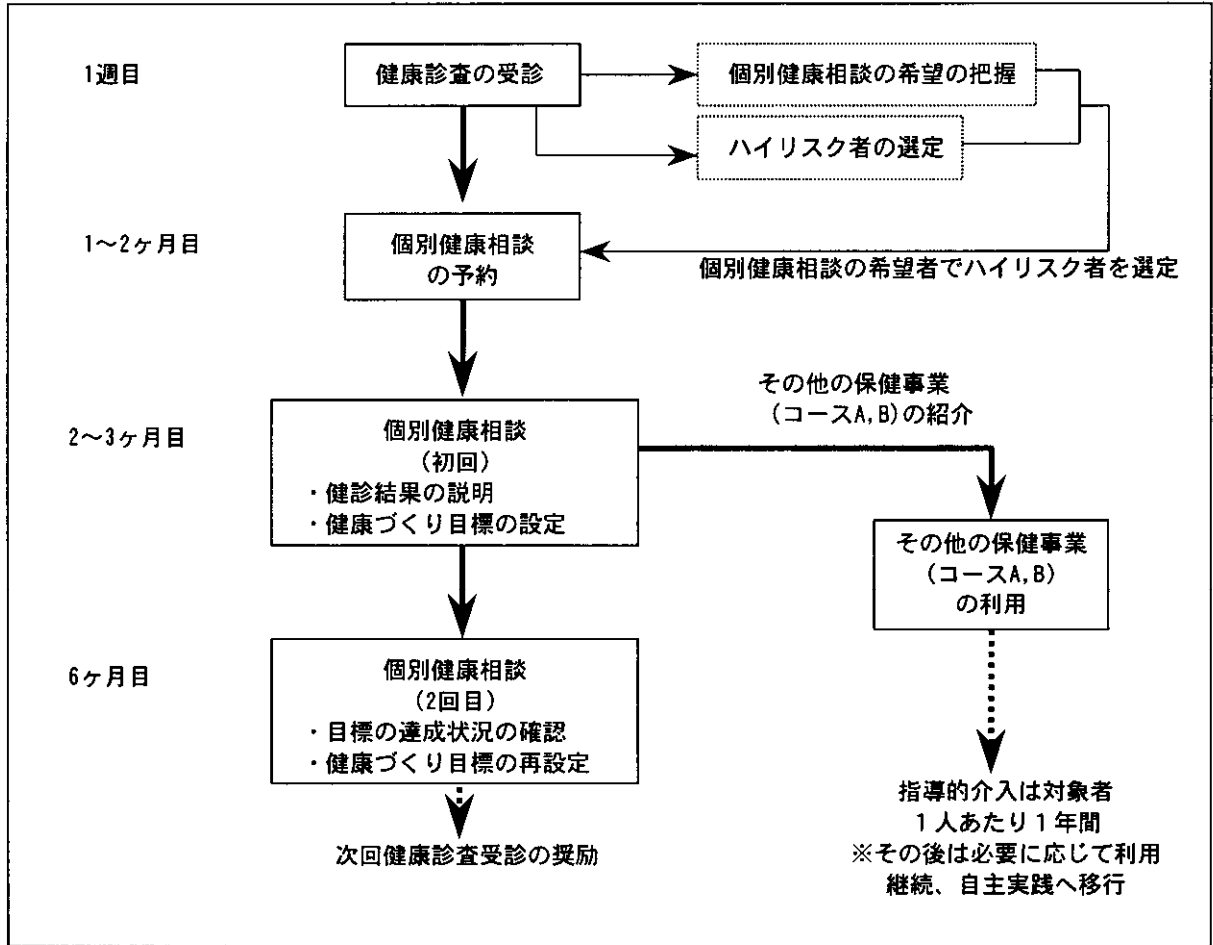 1週目
健康診査の受診
個別健康相談の希望の把握
ハイリスク者の選定
1～2ヶ月目
個別健康相談
の予約
個別健康相談の希望者でハイリスク者を選定
2～3ヶ月目
個別健康相談
(初回)
・健診結果の説明
・健康づくり目標の設定
その他の保健事業
(コースA,B)の紹介
その他の保健事業
(コースA,B)
の利用
6ヶ月目
個別健康相談
(2回目)
・目標の達成状況の確認
・健康づくり目標の再設定
次回健康診査受診の奨励
指導的介入は対象者
1人あたり1年間
※その後は必要に応じて利用
継続、自主実践へ移行